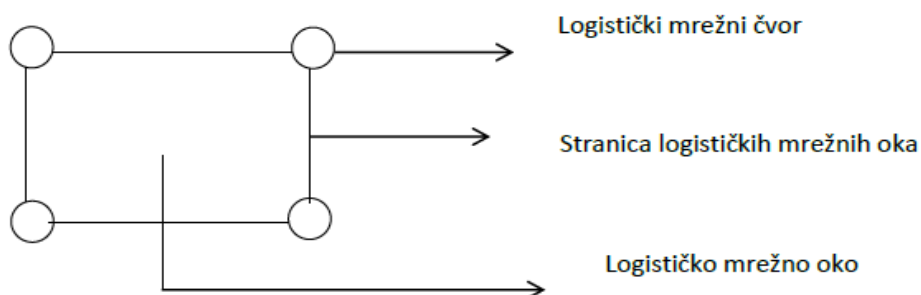 Logistički mrežni čvor
Stranica logističkih mrežnih oka
Logističko mrežno oko